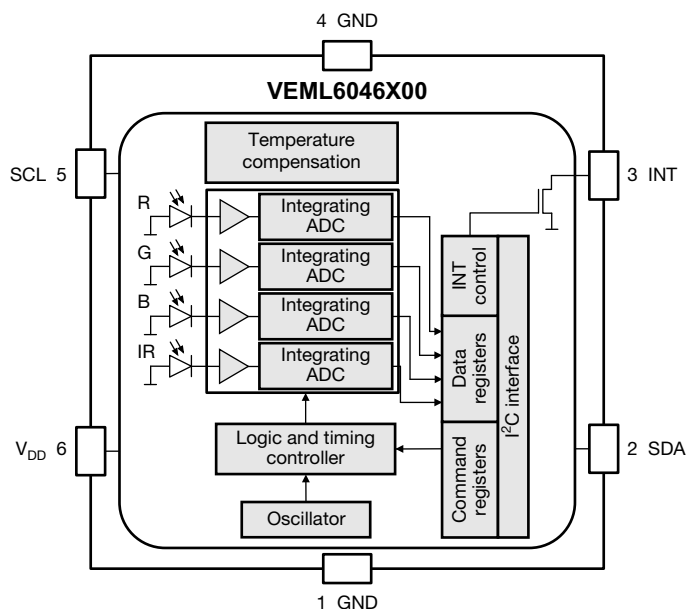 4 GND
VEML6046X00
Temperature
compensation
SCL 5
3 INT
R
Integrating
ADC
G
Integrating
ADC
B
Integrating
ADC
IR
Integrating
ADC
INT
control
Data
registers
Command
registers
I²C interface
Logic and timing
controller
Oscillator
VDD 6
2 SDA
1 GND